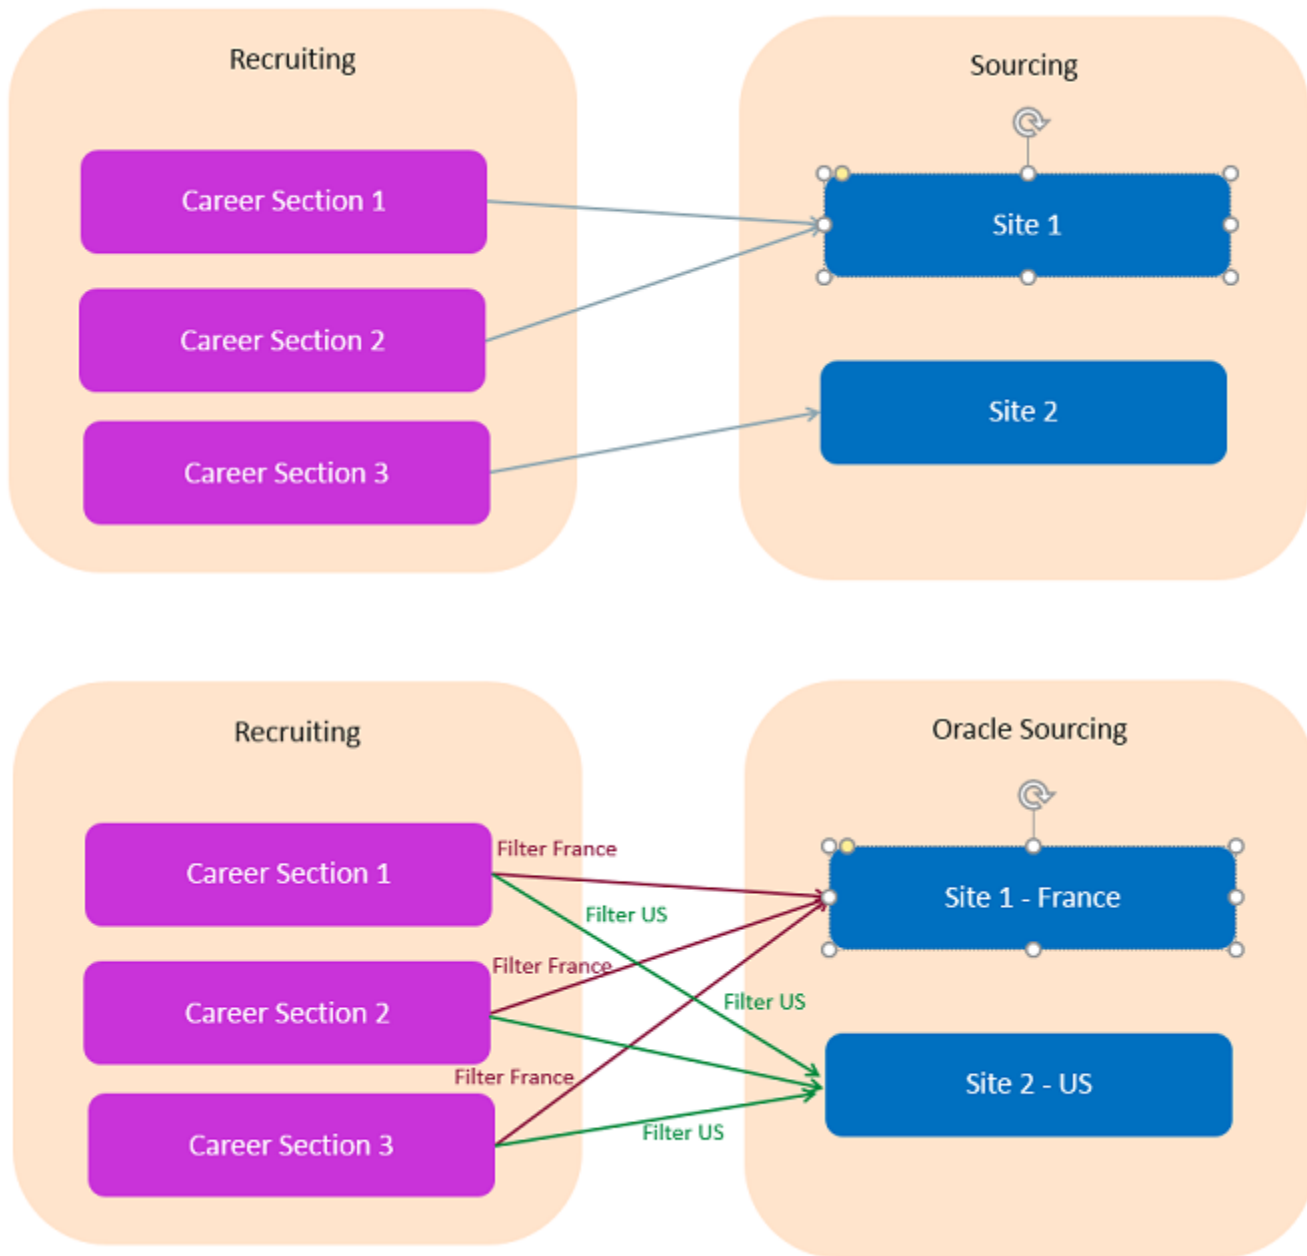 Recruiting
Sourcing
Career Section 1
Site 1
Career Section 2
Site 2
Career Section 3
Recruiting
Oracle Sourcing
Filter France
Career Section 1
Site 1 - France
Filter US
Filter France
Filter US
Career Section 2
Site 2 - US
Filter France
Filter US
Career Section 3